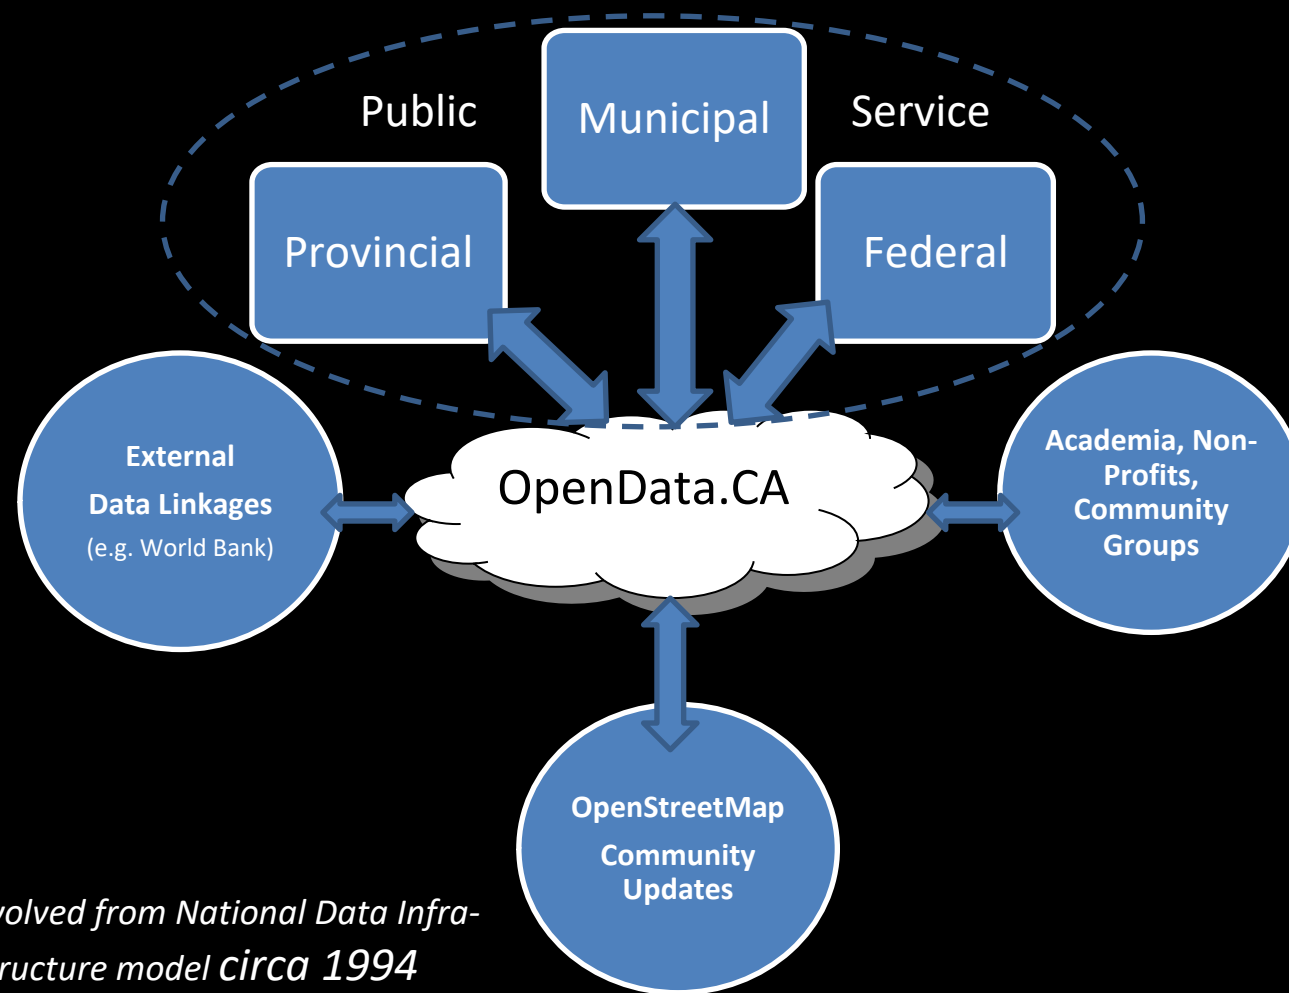 Public
Municipal
Service
Provincial
Federal
External
Data Linkages
(e.g. World Bank)
OpenData.CA
Academia, Non-
Profits,
Community
Groups
OpenStreetMap
Community
Updates
volved from National Data Infra-
ructure model circa 1994